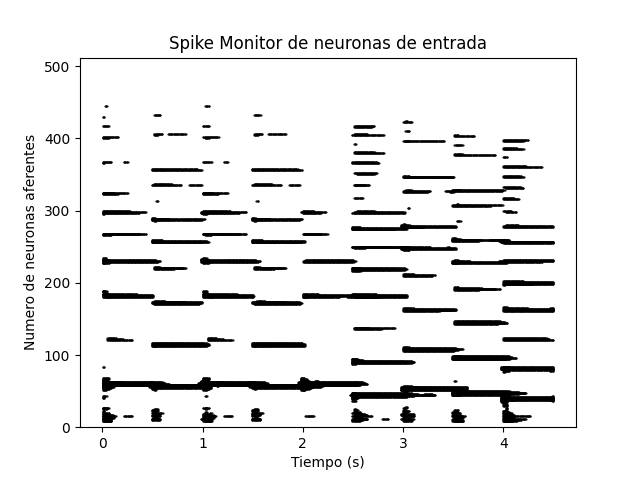 Spike Monitor de neuronas de entrada
500
400
300
200
100
0
Numero de neuronas aferentes
0 1 2 3 4
Tiempo (s)